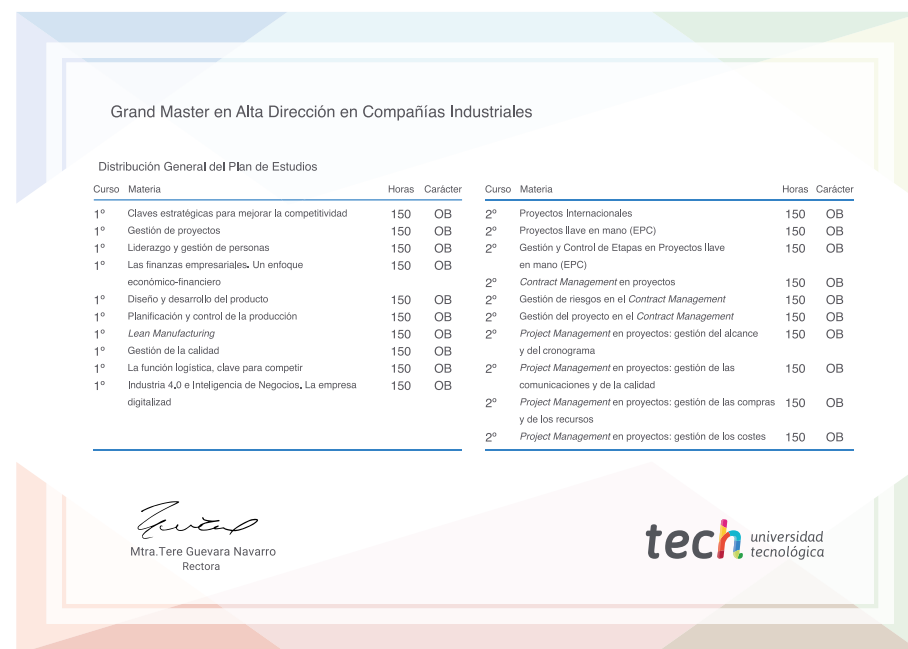 Grand Master en Alta Dirección en Compañías Industriales
Distribución General del Plan de Estudios
Curso Materia Horas Carácter
1º Claves estratégicas para mejorar la competitividad 150 OB
1º Gestión de proyectos 150 OB
1º Liderazgo y gestión de personas 150 OB
1º Las finanzas empresariales. Un enfoque 150 OB
económico-financiero
1º Diseño y desarrollo del producto 150 OB
1º Planificación y control de la producción 150 OB
1º Lean Manufacturing 150 OB
1º Gestión de la calidad 150 OB
1º La función logística, clave para competir 150 OB
1º Industria 4.0 e Inteligencia de Negocios. La empresa 150 OB
digitalizad
Curso Materia Horas Carácter
2º Proyectos Internacionales 150 OB
2º Proyectos llave en mano (EPC) 150 OB
2º Gestión y Control de Etapas en Proyectos llave 150 OB
en mano (EPC)
2º Contract Management en proyectos 150 OB
2º Gestión de riesgos en el Contract Management 150 OB
2º Gestión del proyecto en el Contract Management 150 OB
2º Project Management en proyectos: gestión del alcance 150 OB
y del cronograma
2º Project Management en proyectos: gestión de las 150 OB
comunicaciones y de la calidad
2º Project Management en proyectos: gestión de las compras 150 OB
y de los recursos
2º Project Management en proyectos: gestión de los costes 150 OB
Mtra.Tere Guevara Navarro
Rectora
tech universidad
tecnológica